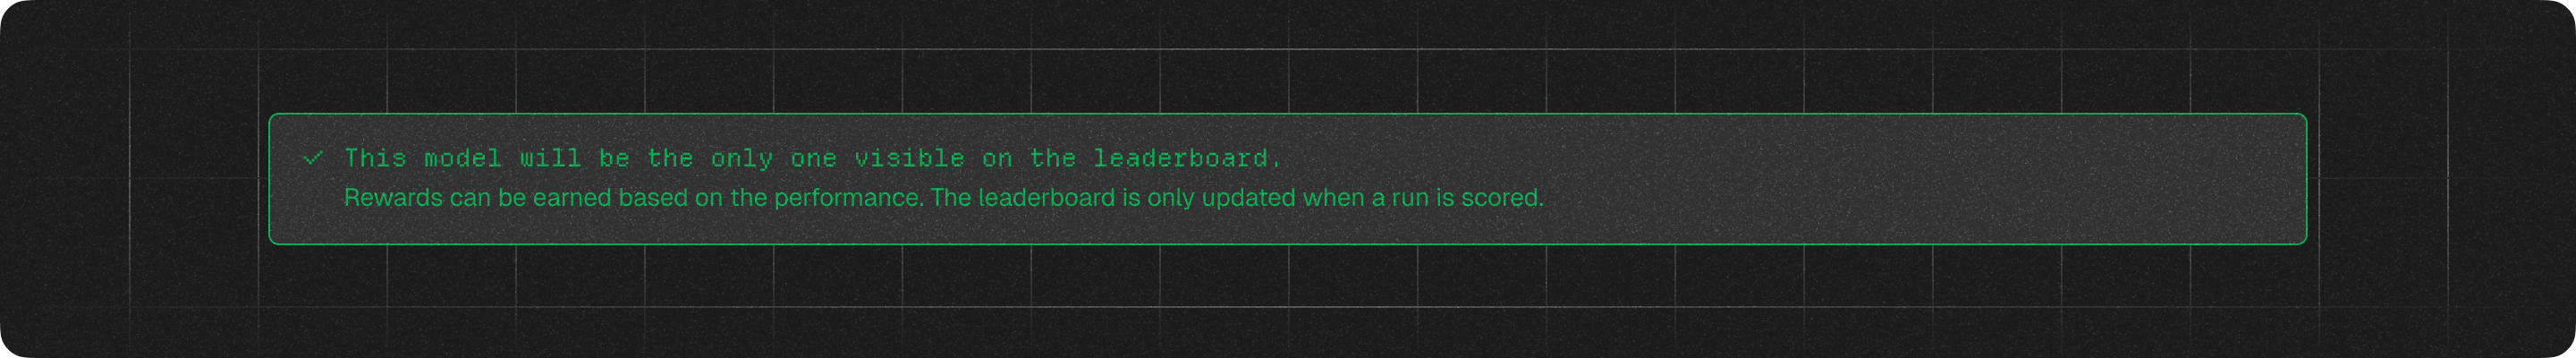 This model will be the only one visible on the leaderboard.
Rewards can be earned based on the performance. The leaderboard is only updated when a run is scored.